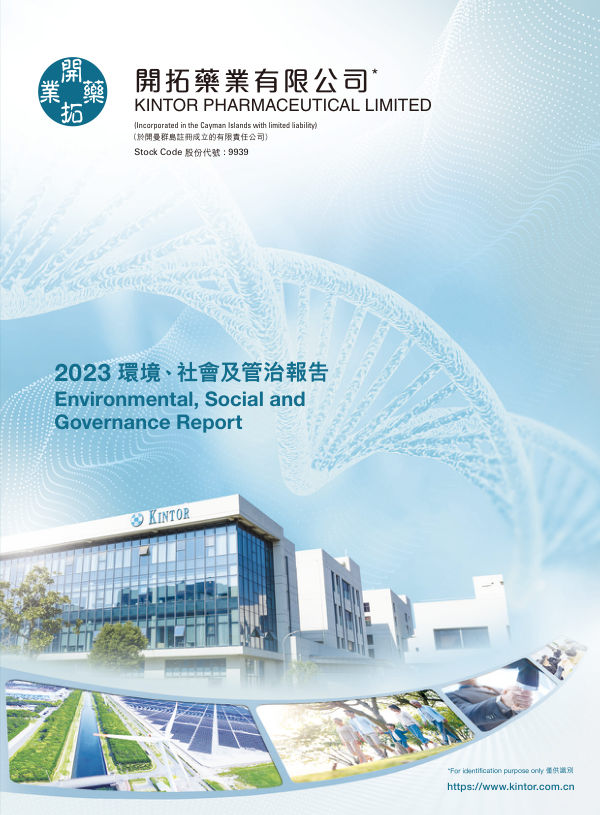 開藥
業拓
開拓藥業有限公司*
KINTOR PHARMACEUTICAL LIMITED
(Incorporated in the Cayman Islands with limited liability)
(於開曼群島註冊成立的有限責任公司)
Stock Code 股份代號 : 9939
2023 環境、社會及管治報告
Environmental, Social and
Governance Report
KINTOR
*For identification purpose only 僅供識別
https://www.kintor.com.cn